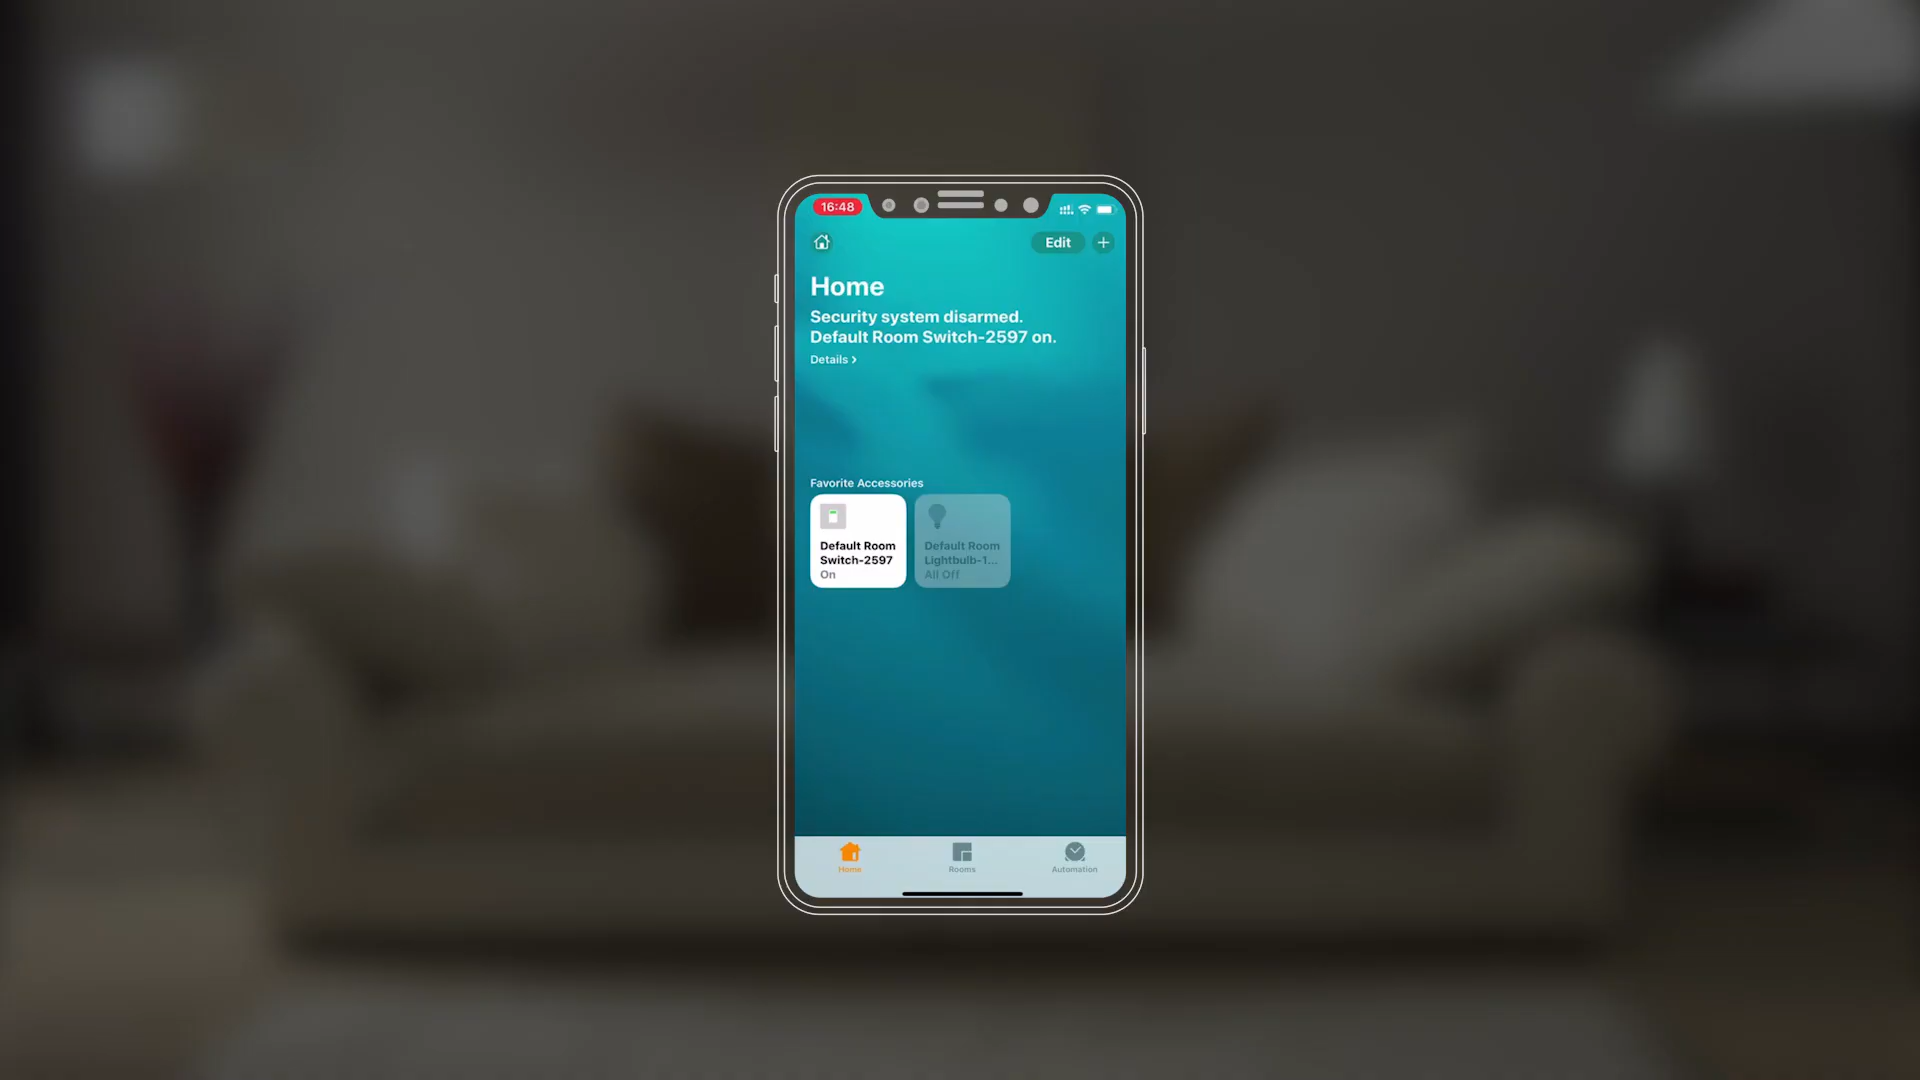 16:48
Edit
Home
Security system disarmed.
Default Room Switch-2597 on.
Details
Favorite Accessories
Default Room
Switch-2597
On
Default Room
Lightbulb-1...
All Off
Home
Rooms
Automation